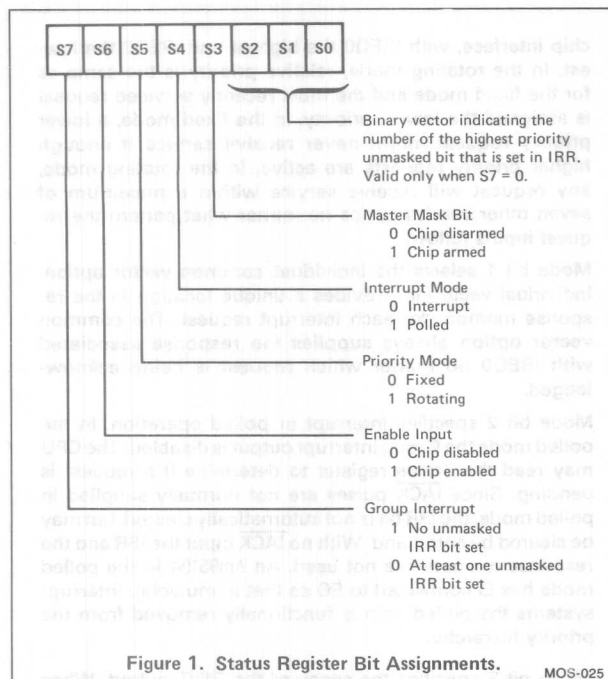 S7 S6 S5 S4 S3 S2 S1 S0
Binary vector indicating the
number of the highest priority
unmasked bit that is set in IRR.
Valid only when S7 = 0.
Master Mask Bit
0 Chip disarmed
1 Chip armed
Interrupt Mode
0 Interrupt
1 Polled
Priority Mode
0 Fixed
1 Rotating
Enable Input
0 Chip disabled
1 Chip enabled
Group Interrupt
1 No unmasked
IRR bit set
0 At least one unmasked
IRR bit set
Figure 1. Status Register Bit Assignments.
MOS-025